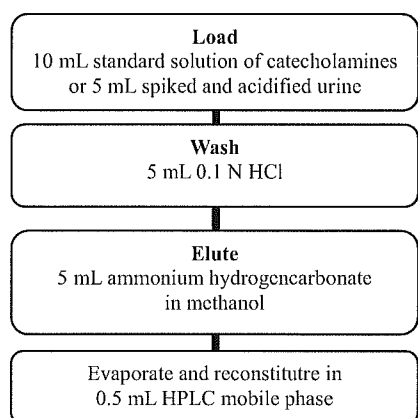 Load
10 mL standard solution of catecholamines
or 5 mL spiked and acidified urine
Wash
5 mL 0.1 N HCl
Elute
5 mL ammonium hydrogencarbonate
in methanol
Evaporate and reconstitutre in
0.5 mL HPLC mobile phase